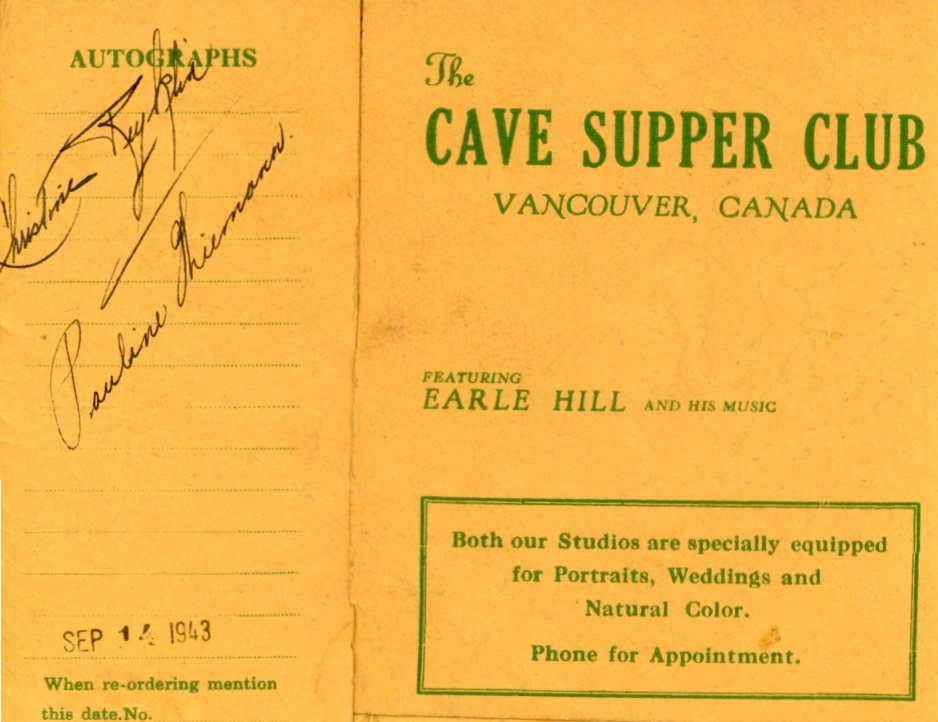 AUTOGRAPHS
Christine
Pauline Thiemann.
SEP 14 1943
When re-ordering mention
this date.No.
The
CAVE SUPPER CLUB
VANCOUVER, CANADA
FEATURING
EARLE HILL AND HIS MUSIC
Both our Studios are specially equipped
for Portraits, Weddings and
Natural Color.
Phone for Appointment.